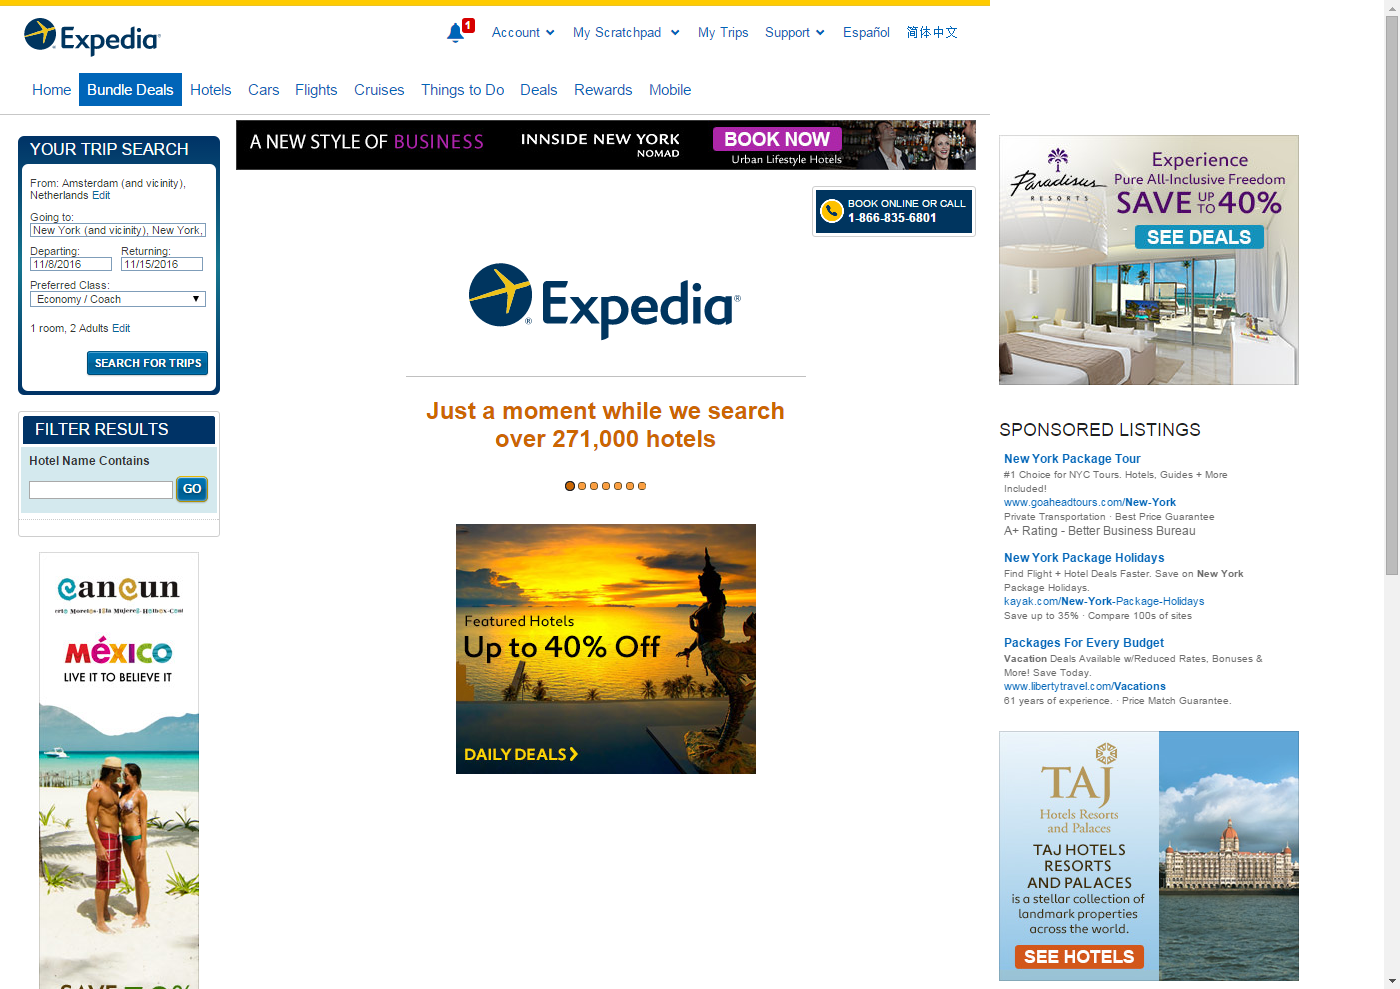 Expedia
1
Account
My Scratchpad
My Trips
Support
Español
简体中文
Home
Bundle Deals
Hotels
Cars
Flights
Cruises
Things to Do
Deals
Rewards
Mobile
YOUR TRIP SEARCH
From: Amsterdam (and vicinity),
Netherlands Edit
Going to:
New York (and vicinity), New York,
Departing:
Returning:
11/8/2016
11/15/2016
Preferred Class:
Economy / Coach
1 room, 2 Adults Edit
SEARCH FOR TRIPS
FILTER RESULTS
Hotel Name Contains
GO
cancun
MÉXICO
LIVE IT TO BELIEVE IT
A NEW STYLE OF BUSINESS
INNSIDE NEW YORK
NOMAD
BOOK NOW
Urban Lifestyle Hotels
BOOK ONLINE OR CALL
1-866-835-6801
Expedia®
Just a moment while we search
over 271,000 hotels
Featured Hotels
Up to 40% Off
DAILY DEALS
Paradisus
RESORTS
Experience
Pure All-Inclusive Freedom
SAVE UP TO 40%
SEE DEALS
SPONSORED LISTINGS
New York Package Tour
#1 Choice for NYC Tours. Hotels, Guides + More
Included!
www.goaheadtours.com/New-York
Private Transportation · Best Price Guarantee
A+ Rating - Better Business Bureau
New York Package Holidays
Find Flight + Hotel Deals Faster. Save on New York
Package Holidays.
kayak.com/New-York-Package-Holidays
Save up to 35% · Compare 100s of sites
Packages For Every Budget
Vacation Deals Available w/Reduced Rates, Bonuses &
More! Save Today.
www.libertytravel.com/Vacations
61 years of experience. · Price Match Guarantee.
TAJ
Hotels Resorts
and Palaces
TAJ HOTELS
RESORTS
AND PALACES
is a stellar collection of
landmark properties
across the world.
SEE HOTELS